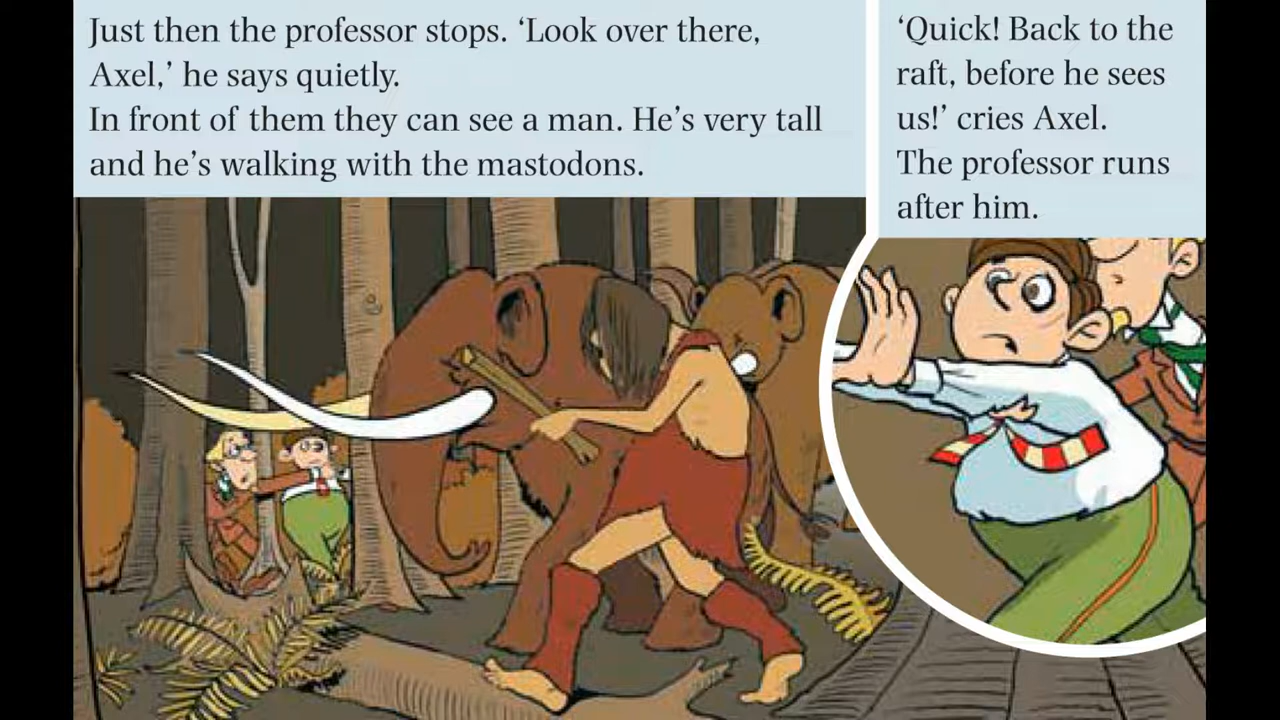 Just then the professor stops. ‘Look over there,
Axel,’ he says quietly.
In front of them they can see a man. He’s very tall
and he’s walking with the mastodons.
‘Quick! Back to the
raft, before he sees
us!’ cries Axel.
The professor runs
after him.